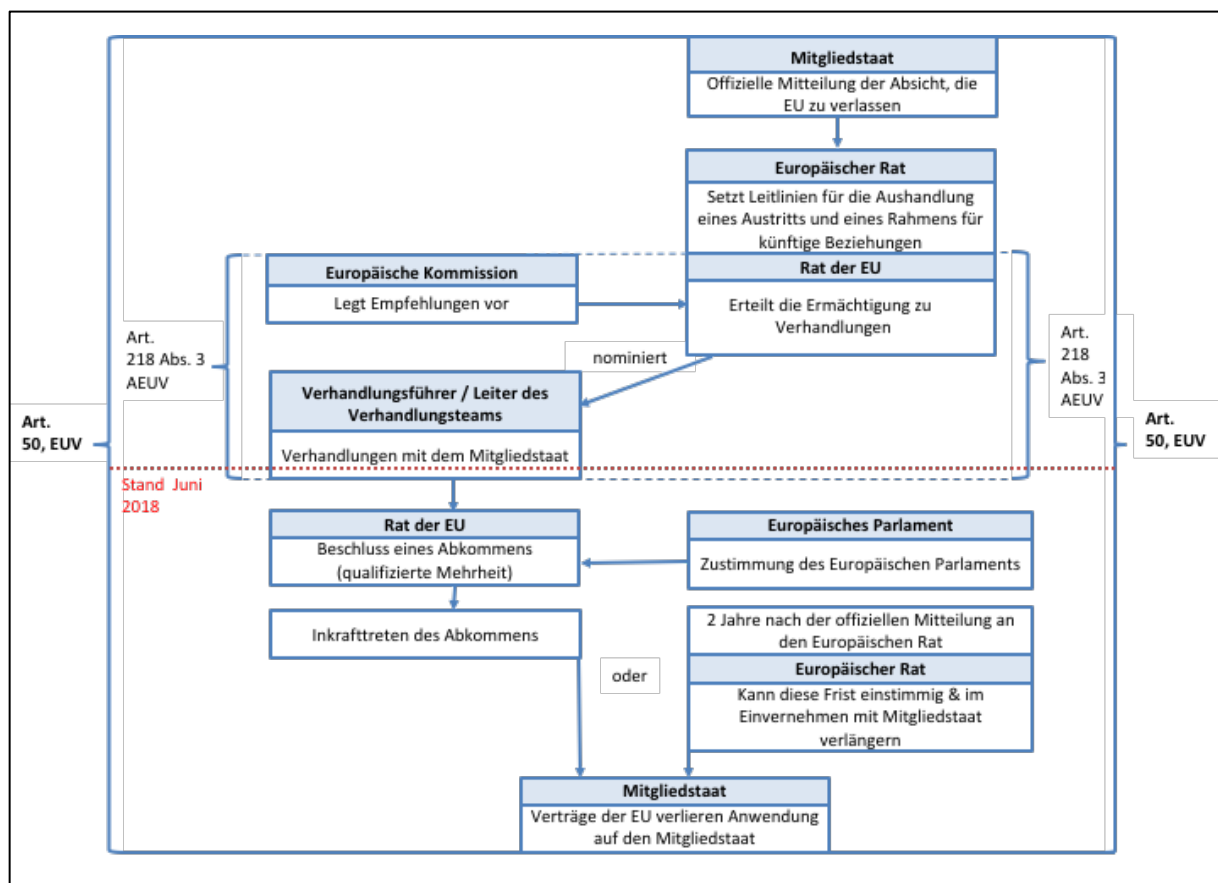 Mitgliedstaat
Offizielle Mitteilung der Absicht, die
EU zu verlassen
Europäischer Rat
Setzt Leitlinien für die Aushandlung
eines Austritts und eines Rahmens für
künftige Beziehungen
Europäische Kommission
Legt Empfehlungen vor
Rat der EU
Erteilt die Ermächtigung zu
Verhandlungen
Art.
218 Abs. 3
AEUV
nominiert
Art.
218
Abs. 3
AEUV
Verhandlungsführer / Leiter des
Verhandlungsteams
Verhandlungen mit dem Mitgliedstaat
Art.
50, EUV
Art.
50, EUV
Stand Juni
2018
Rat der EU
Beschluss eines Abkommens
(qualifizierte Mehrheit)
Europäisches Parlament
Zustimmung des Europäischen Parlaments
Inkrafttreten des Abkommens
oder
2 Jahre nach der offiziellen Mitteilung an
den Europäischen Rat
Europäischer Rat
Kann diese Frist einstimmig & im
Einvernehmen mit Mitgliedstaat
verlängern
Mitgliedstaat
Verträge der EU verlieren Anwendung
auf den Mitgliedstaat